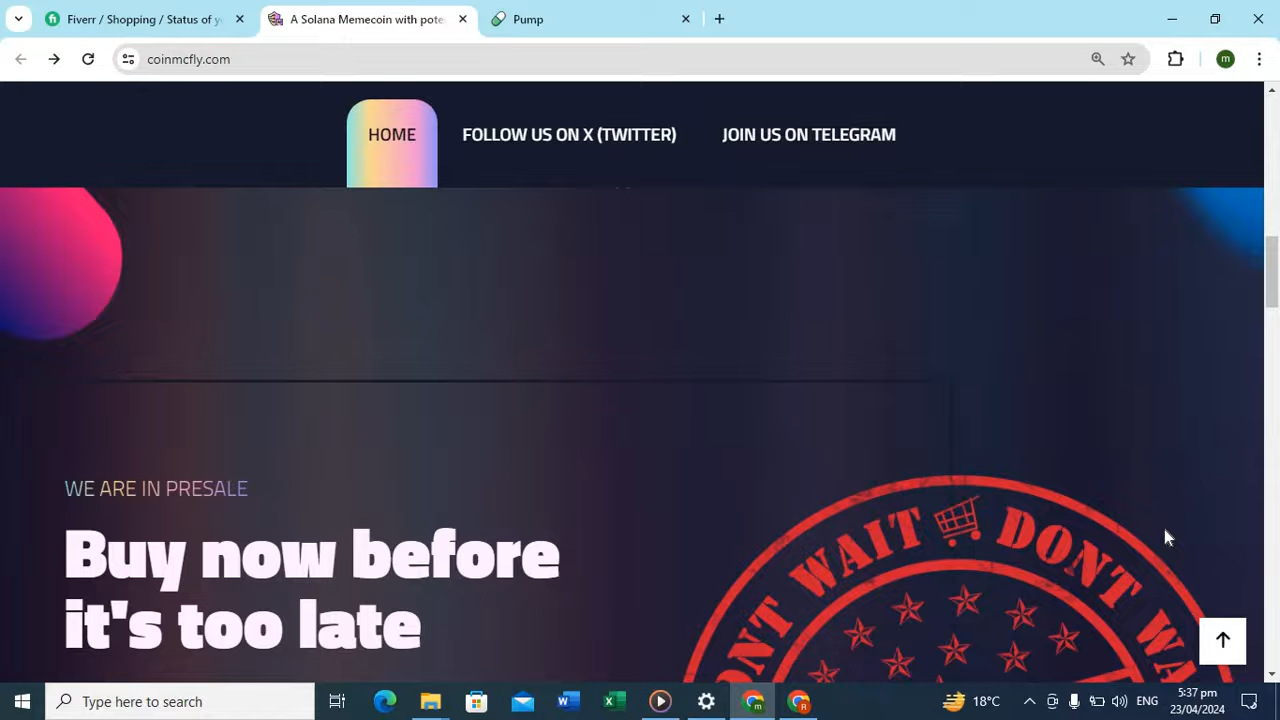 Fiverr / Shopping / Status of y
A Solana Memecoin with pote
Pump
coinmcfly.com
m
HOME
FOLLOW US ON X (TWITTER)
JOIN US ON TELEGRAM
WE ARE IN PRESALE
Buy now before
it's too late
DONT WAIT DONT WA
Type here to search
18°C
ENG
5:37 pm
23/04/2024